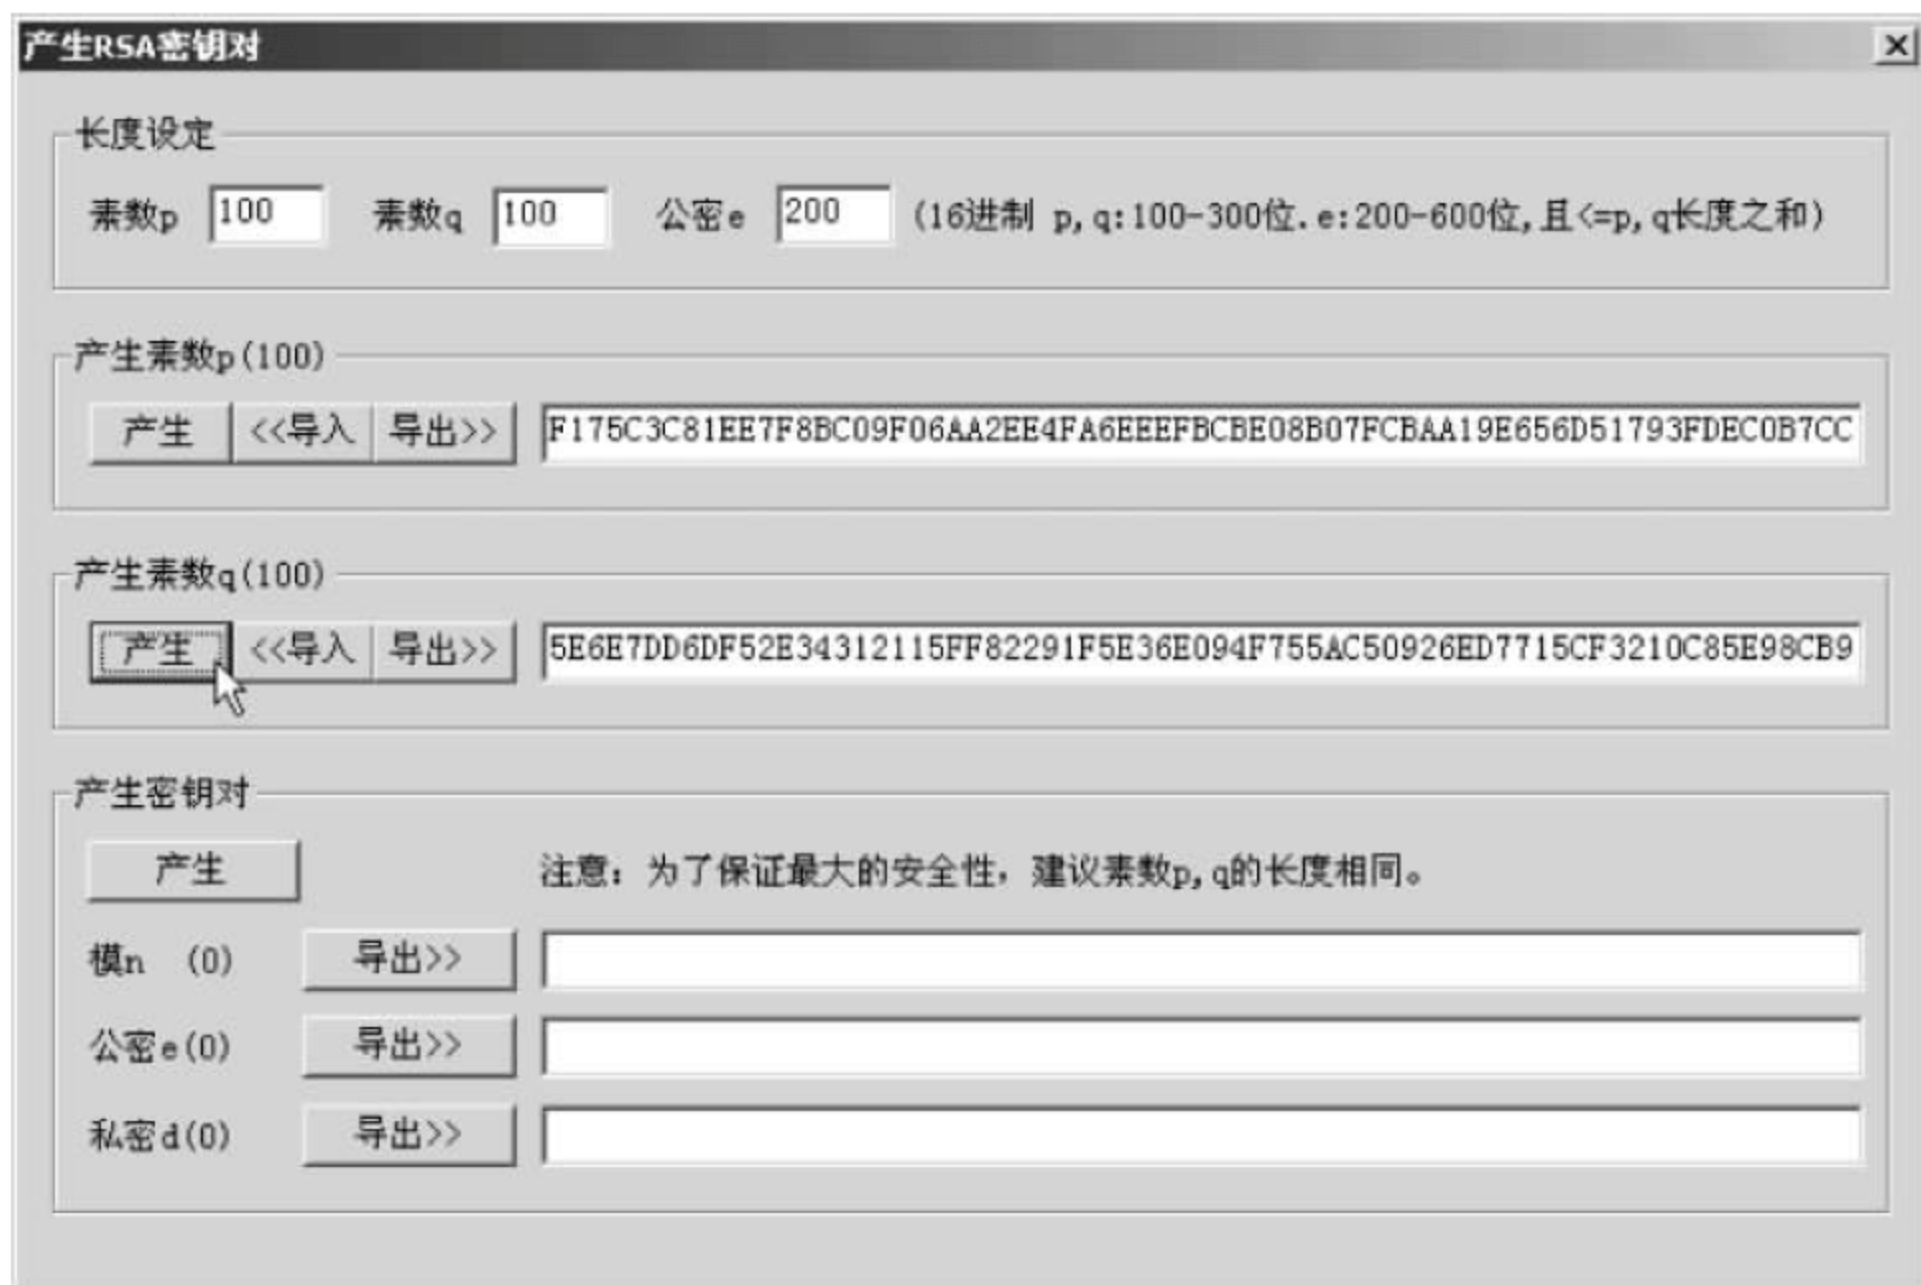 产生RSA密钥对
长度设定
素数p 100 素数q 100 公密e 200 (16进制 p,q:100-300位.e:200-600位,且<=p,q长度之和)
产生素数p(100)
产生 <<导入 导出>> F175C3C81EE7F8BC09F06AA2EE4FA6EEEFBCBE08B07FCBAA19E656D51793FDEC0B7CC
产生素数q(100)
产生 <<导入 导出>> 5E6E7DD6DF52E34312115FF82291F5E36E094F755AC50926ED7715CF3210C85E98CB9
产生密钥对
产生 注意：为了保证最大的安全性，建议素数p,q的长度相同。
模n (0) 导出>>
公密e(0) 导出>>
私密d(0) 导出>>